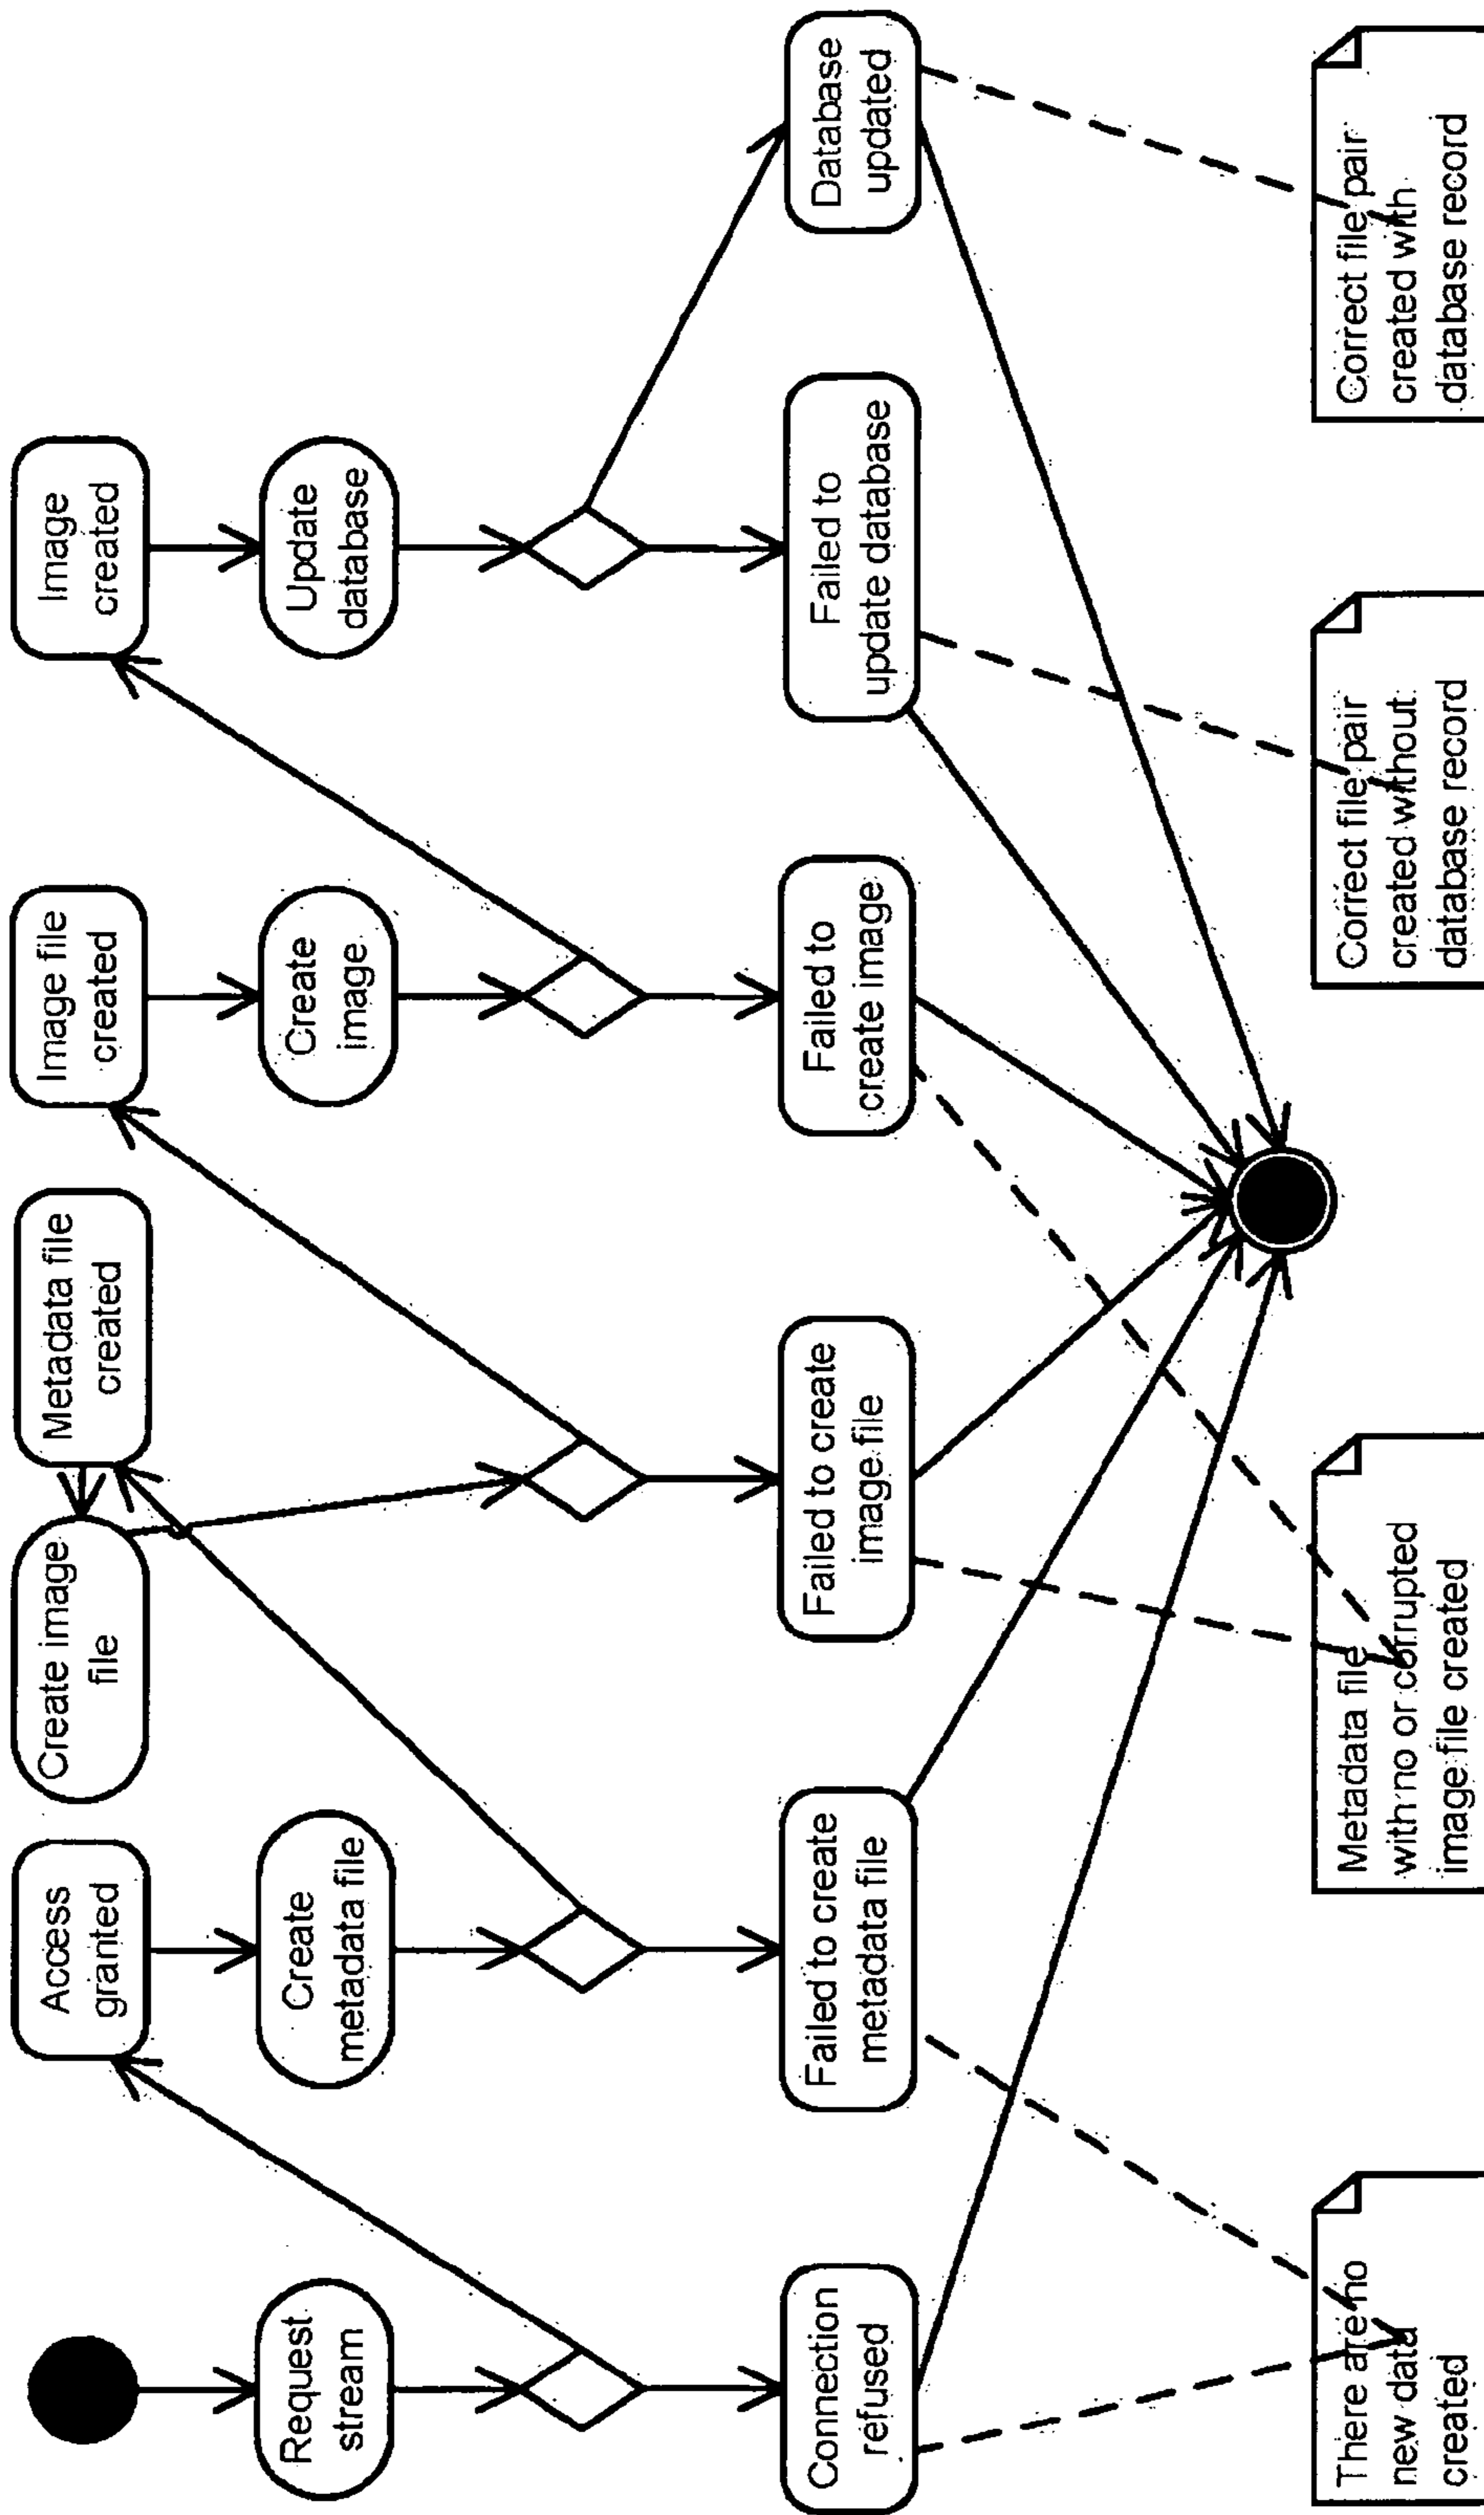 Request
stream
Connection
refused
There are no
new data
created
Access
granted
Create
metadata file
Failed to create
metadata file
Create image
file
Metadata file
created
Failed to create
image file
Metadata file
with no or corrupted
image file created
Image file
created
Create
image
Failed to
create image
Image
created
Update
database
Failed to
update database
Correct file pair
created without
database record
Database
updated
Correct file pair
created with
database record